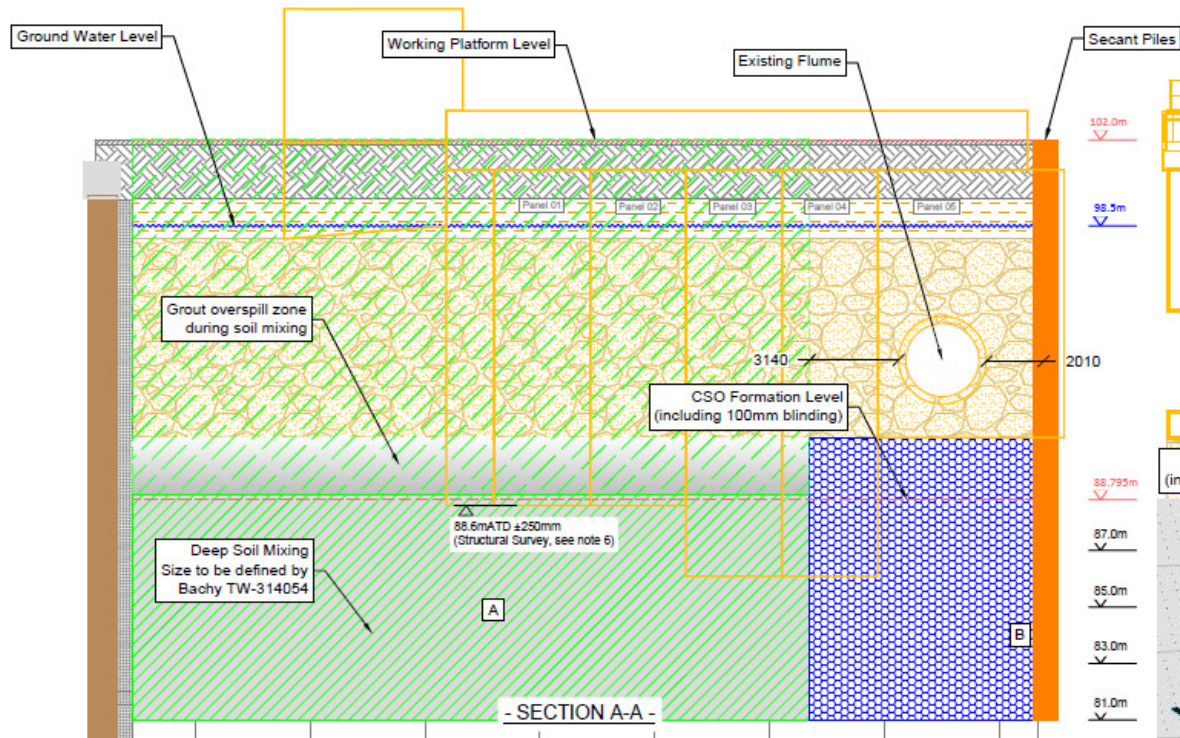 Ground Water Level
Working Platform Level
Existing Flume
Secant Piles
102.0m
Panel 01
Panel 02
Panel 03
Panel 04
Panel 05
98.5m
Grout overspill zone
during soil mixing
3140
2010
CSO Formation Level
(including 100mm blinding)
88.795m
(in
88.6mATD ±250mm
(Structural Survey, see note 6)
87.0m
Deep Soil Mixing
Size to be defined by
Bachy TW-314054
A
85.0m
B
83.0m
- SECTION A-A -
81.0m